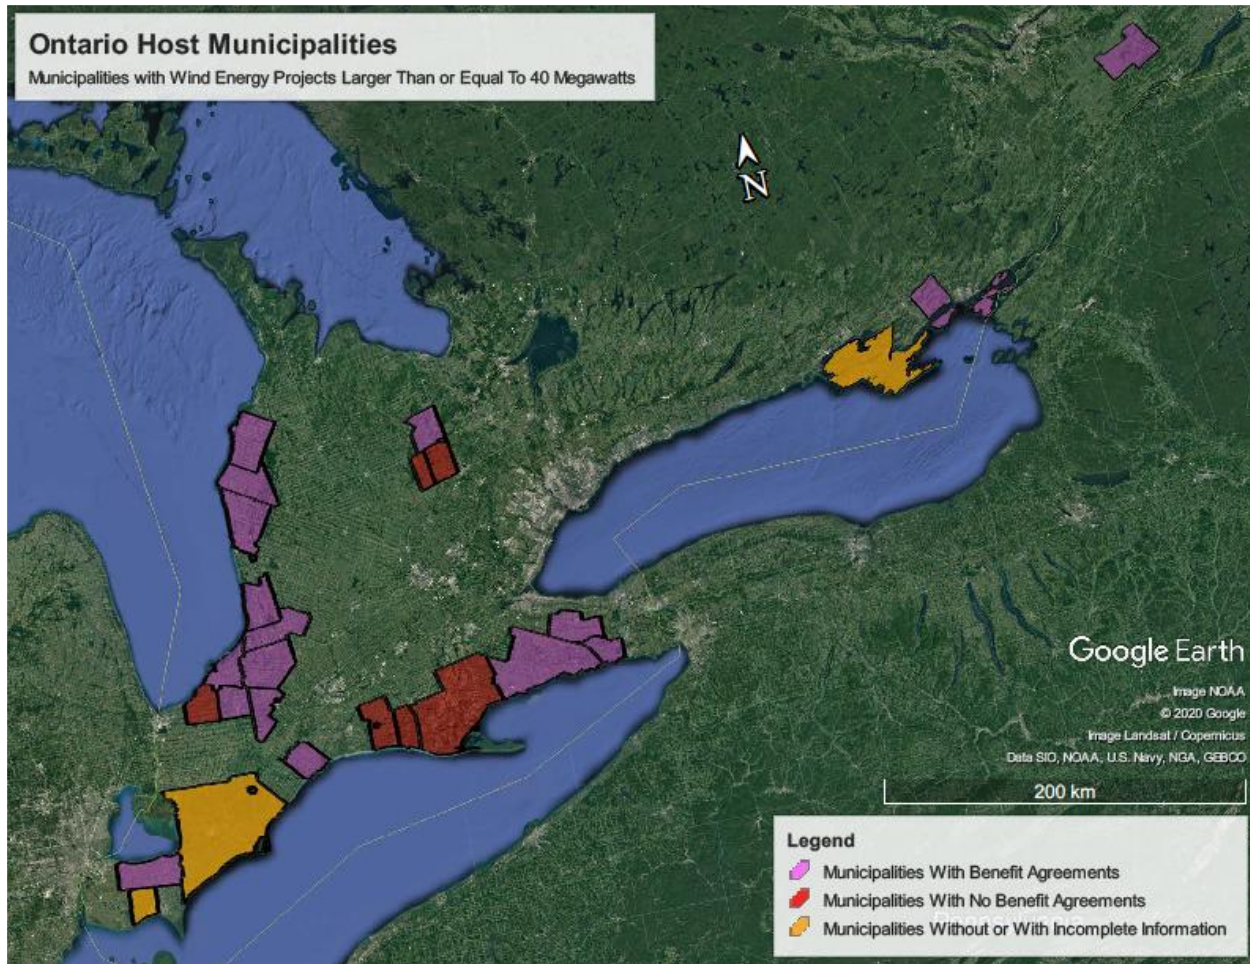 Ontario Host Municipalities
Municipalities with Wind Energy Projects Larger Than or Equal To 40 Megawatts
N
Google Earth
Image NOAA
© 2020 Google
Image Landsat / Copernicus
Data SIO, NOAA, U.S. Navy, NGA, GEBCO
200 km
Legend
Municipalities With Benefit Agreements
Municipalities With No Benefit Agreements
Municipalities Without or With Incomplete Information